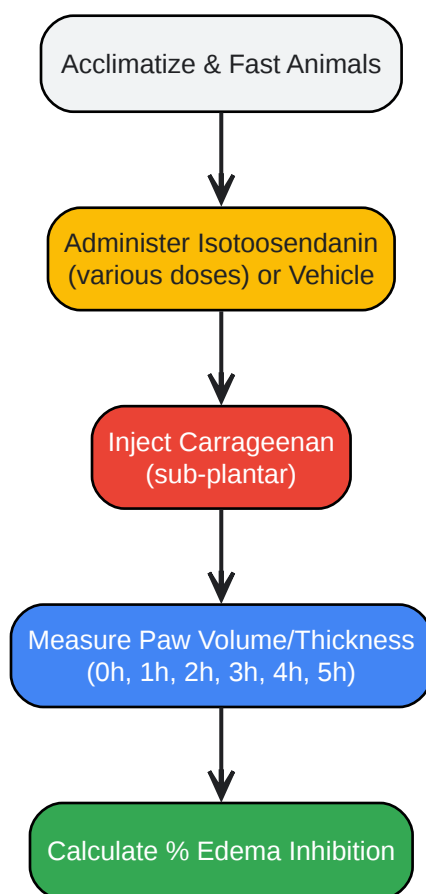 Acclimatize & Fast Animals
Administer Isotoosendanin
(various doses) or Vehicle
Inject Carrageenan
(sub-plantar)
Measure Paw Volume/Thickness
(0h, 1h, 2h, 3h, 4h, 5h)
Calculate % Edema Inhibition